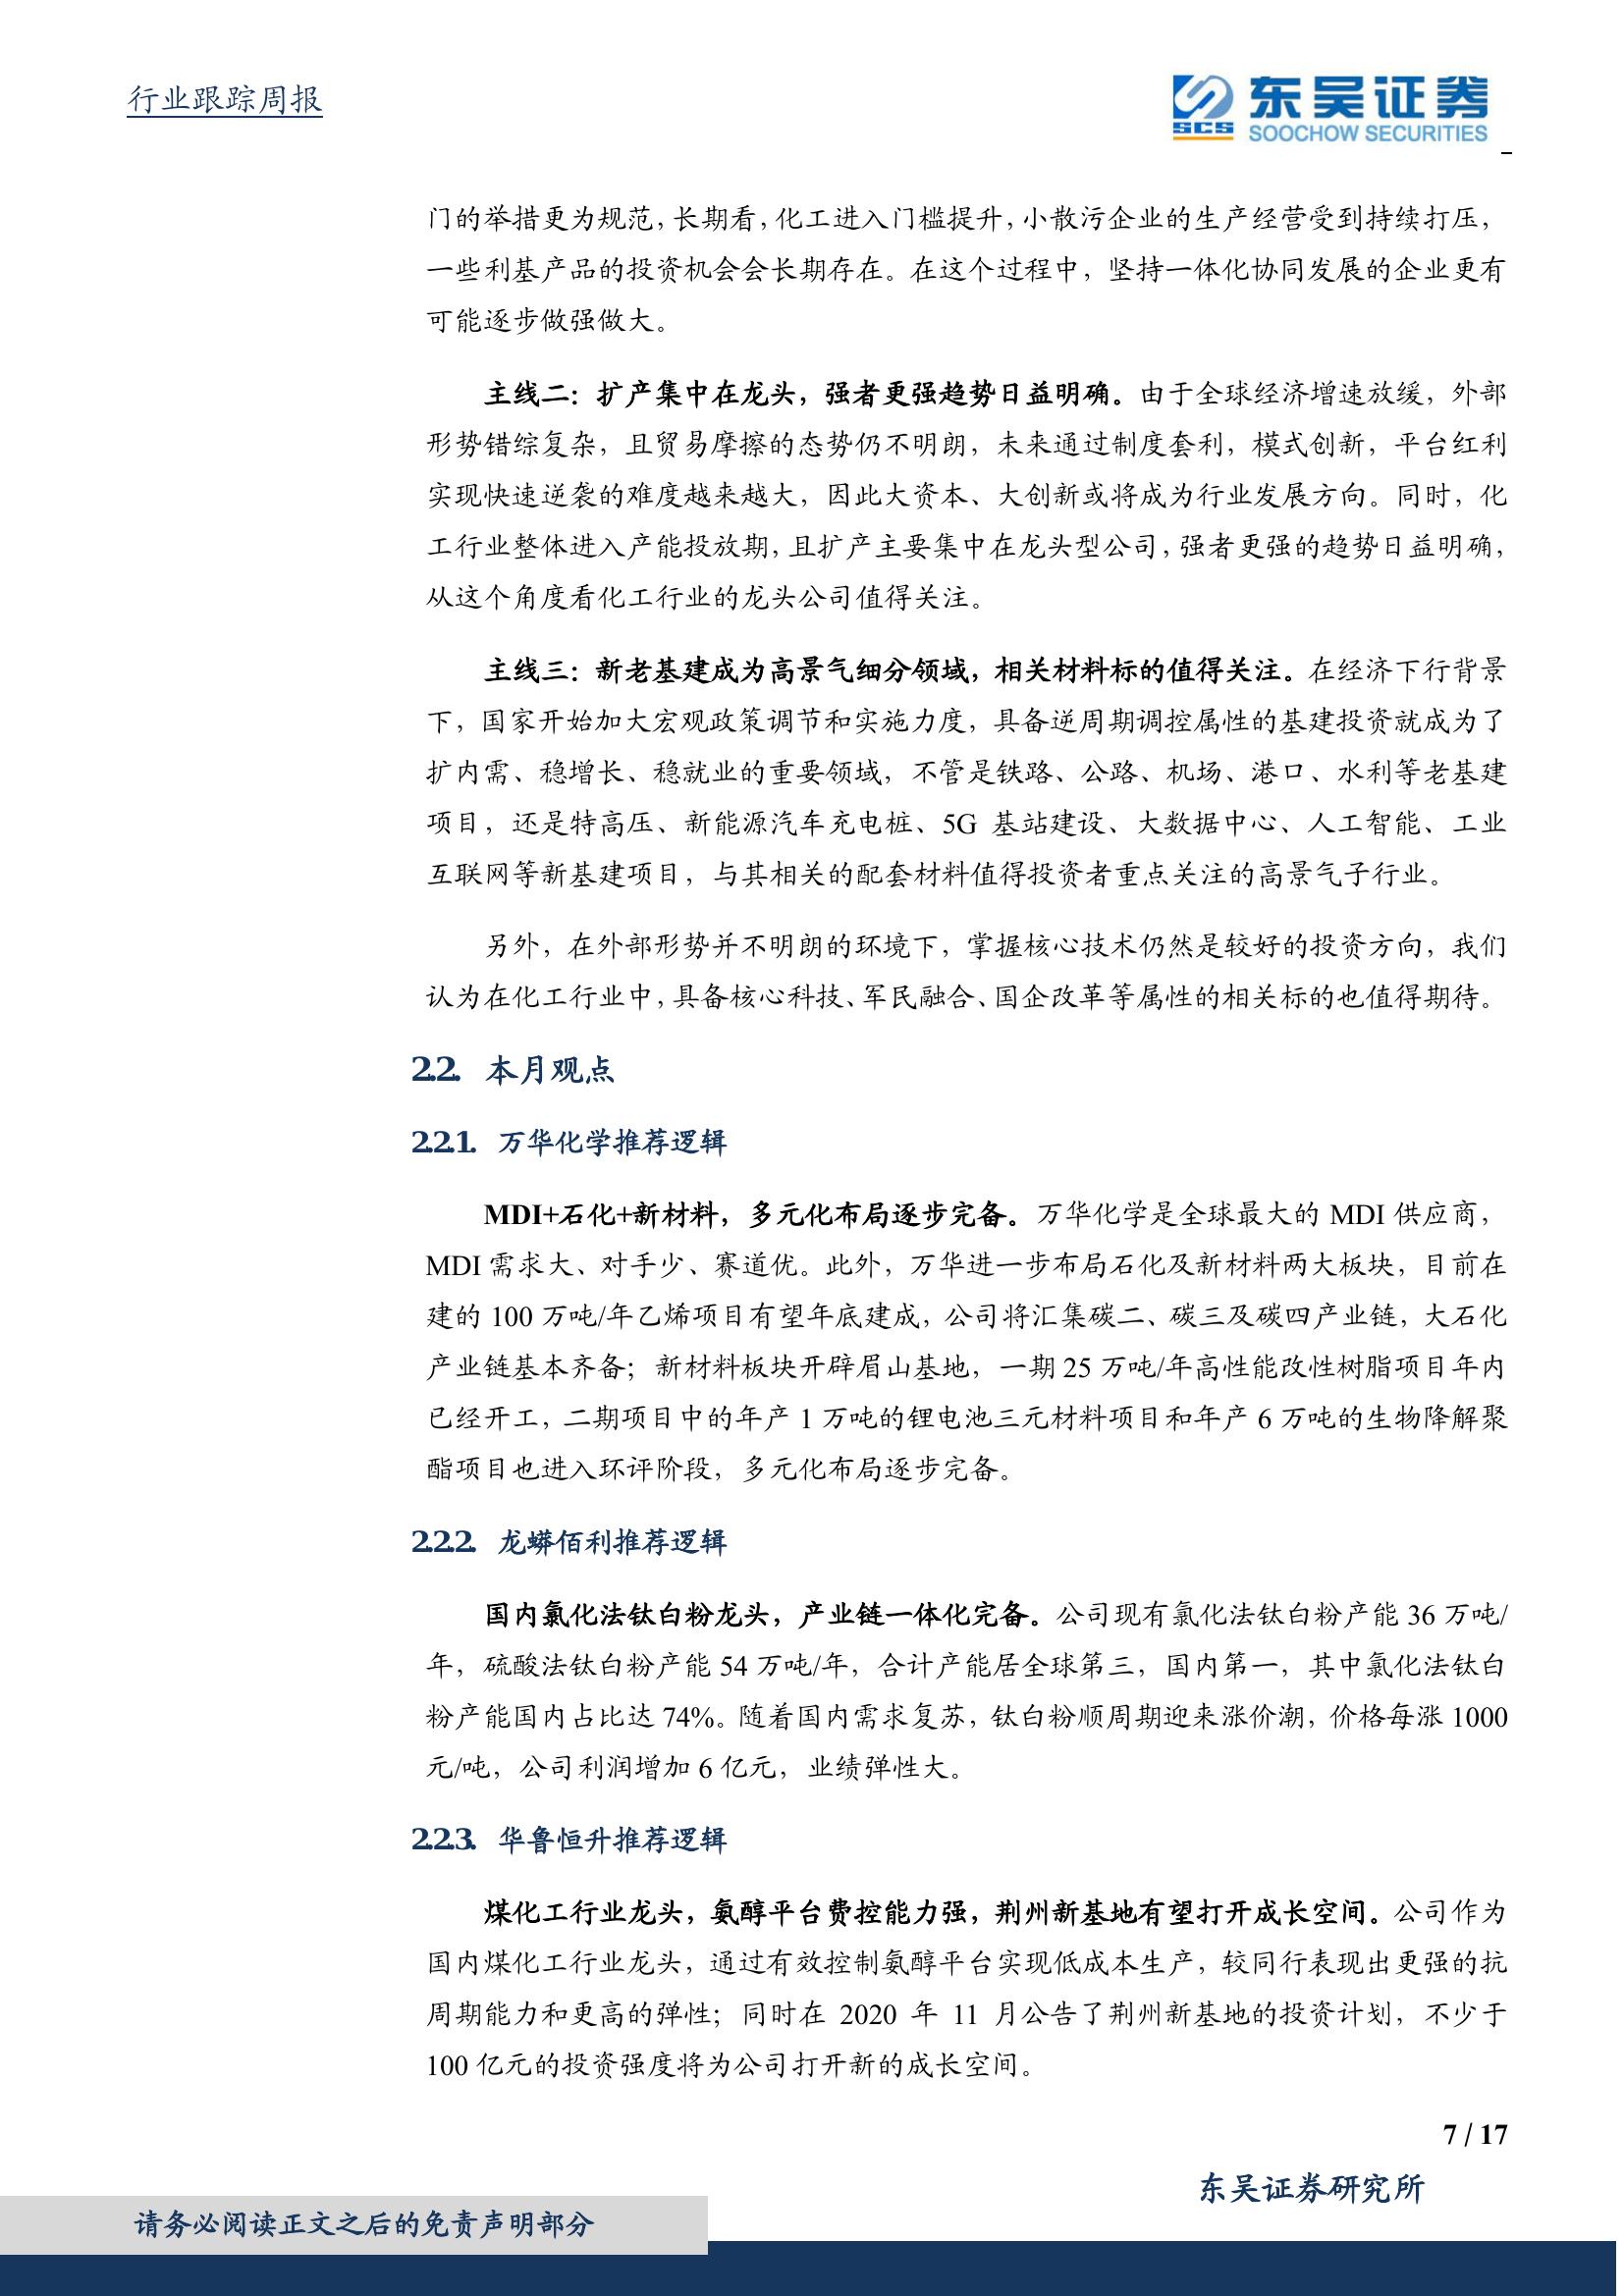 行业跟踪周报
SCS
东吴证券
SOOCHOW SECURITIES
门的举措更为规范，长期看，化工进入门槛提升，小散污企业的生产经营受到持续打压，
一些利基产品的投资机会会长期存在。在这个过程中，坚持一体化协同发展的企业更有
可能逐步做强做大。
主线二：扩产集中在龙头，强者更强趋势日益明确。由于全球经济增速放缓，外部
形势错综复杂，且贸易摩擦的态势仍不明朗，未来通过制度套利，模式创新，平台红利
实现快速逆袭的难度越来越大，因此大资本、大创新或将成为行业发展方向。同时，化
工行业整体进入产能投放期，且扩产主要集中在龙头型公司，强者更强的趋势日益明确，
从这个角度看化工行业的龙头公司值得关注。
主线三：新老基建成为高景气细分领域，相关材料标的值得关注。在经济下行背景
下，国家开始加大宏观政策调节和实施力度，具备逆周期调控属性的基建投资就成为了
扩内需、稳增长、稳就业的重要领域，不管是铁路、公路、机场、港口、水利等老基建
项目，还是特高压、新能源汽车充电桩、5G 基站建设、大数据中心、人工智能、工业
互联网等新基建项目，与其相关的配套材料值得投资者重点关注的高景气子行业。
另外，在外部形势并不明朗的环境下，掌握核心技术仍然是较好的投资方向，我们
认为在化工行业中，具备核心科技、军民融合、国企改革等属性的相关标的也值得期待。
2.2. 本月观点
2.2.1. 万华化学推荐逻辑
MDI+石化+新材料，多元化布局逐步完备。万华化学是全球最大的 MDI 供应商，
MDI 需求大、对手少、赛道优。此外，万华进一步布局石化及新材料两大板块，目前在
建的 100 万吨/年乙烯项目有望年底建成，公司将汇集碳二、碳三及碳四产业链，大石化
产业链基本齐备；新材料板块开辟眉山基地，一期 25 万吨/年高性能改性树脂项目年内
已经开工，二期项目中的年产 1 万吨的锂电池三元材料项目和年产 6 万吨的生物降解聚
酯项目也进入环评阶段，多元化布局逐步完备。
2.2.2. 龙蟒佰利推荐逻辑
国内氯化法钛白粉龙头，产业链一体化完备。公司现有氯化法钛白粉产能 36 万吨/
年，硫酸法钛白粉产能 54 万吨/年，合计产能居全球第三，国内第一，其中氯化法钛白
粉产能国内占比达 74%。随着国内需求复苏，钛白粉顺周期迎来涨价潮，价格每涨 1000
元/吨，公司利润增加 6 亿元，业绩弹性大。
2.2.3. 华鲁恒升推荐逻辑
煤化工行业龙头，氨醇平台费控能力强，荆州新基地有望打开成长空间。公司作为
国内煤化工行业龙头，通过有效控制氨醇平台实现低成本生产，较同行表现出更强的抗
周期能力和更高的弹性；同时在 2020 年 11 月公告了荆州新基地的投资计划，不少于
100 亿元的投资强度将为公司打开新的成长空间。
7 / 17
东吴证券研究所
请务必阅读正文之后的免责声明部分